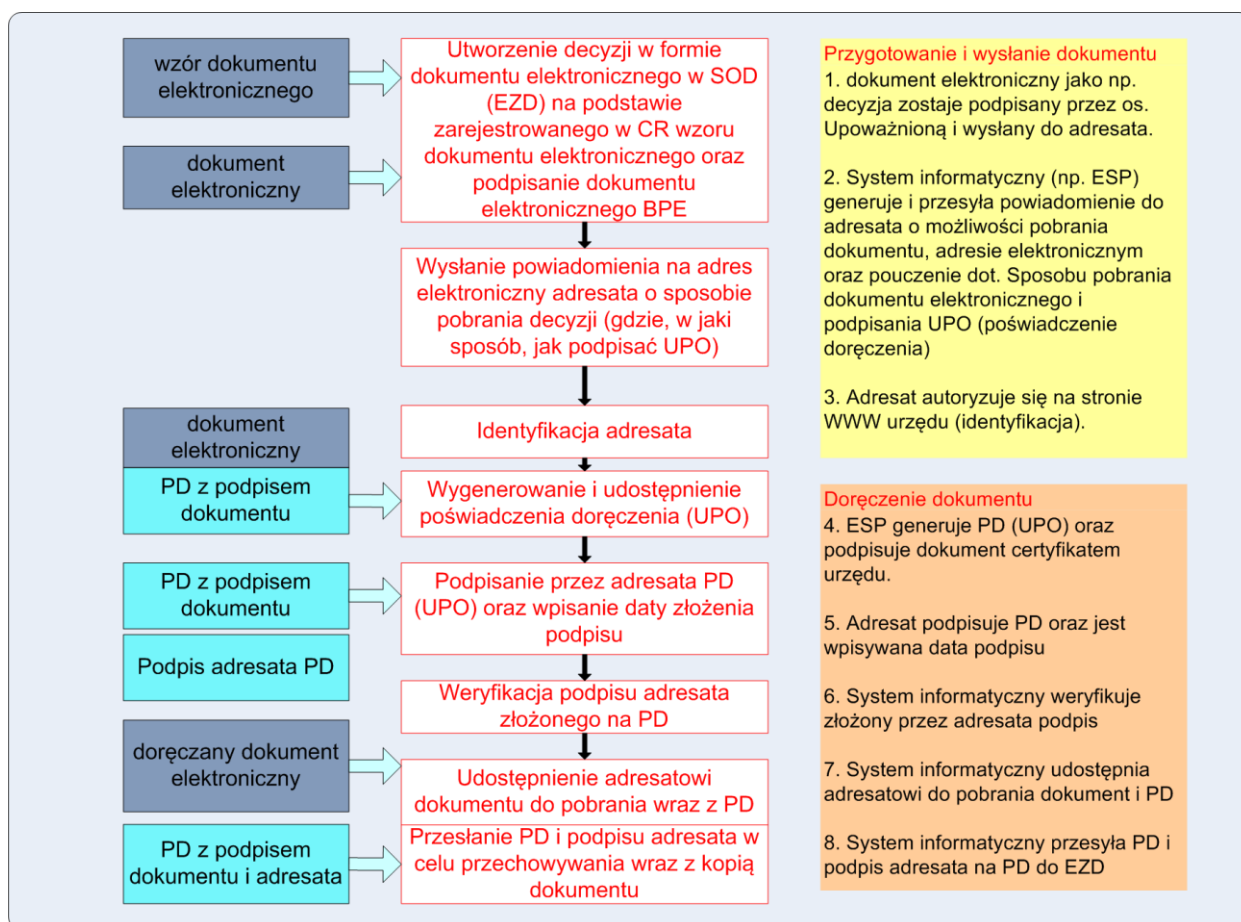 wzór dokumentu
elektronicznego
dokument
elektroniczny
Utworzenie decyzji w formie
dokumentu elektronicznego w SOD
(EZD) na podstawie
zarejestrowanego w CR wzoru
dokumentu elektronicznego oraz
podpisanie dokumentu
elektronicznego BPE
Wysłanie powiadomienia na adres
elektroniczny adresata o sposobie
pobrania decyzji (gdzie, w jaki
sposób, jak podpisać UPO)
dokument
elektroniczny
Identyfikacja adresata
PD z podpisem
dokumentu
Wygenerowanie i udostępnienie
poświadczenia doręczenia (UPO)
PD z podpisem
dokumentu
Podpisanie przez adresata PD
(UPO) oraz wpisanie daty złożenia
podpisu
Podpis adresata PD
Weryfikacja podpisu adresata
złożonego na PD
doręczany dokument
elektroniczny
Udostępnienie adresatowi
dokumentu do pobrania wraz z PD
PD z podpisem
dokumentu i adresata
Przesłanie PD i podpisu adresata w
celu przechowywania wraz z kopią
dokumentu
Przygotowanie i wysłanie dokumentu
1. dokument elektroniczny jako np.
decyzja zostaje podpisany przez os.
Upoważnioną i wysłany do adresata.
2. System informatyczny (np. ESP)
generuje i przesyła powiadomienie do
adresata o możliwości pobrania
dokumentu, adresie elektronicznym
oraz pouczenie dot. Sposobu pobrania
dokumentu elektronicznego i
podpisania UPO (poświadczenie
doręczenia)
3. Adresat autoryzuje się na stronie
WWW urzędu (identyfikacja).
Doręczenie dokumentu
4. ESP generuje PD (UPO) oraz
podpisuje dokument certyfikatem
urzędu.
5. Adresat podpisuje PD oraz jest
wpisywana data podpisu
6. System informatyczny weryfikuje
złożony przez adresata podpis
7. System informatyczny udostępnia
adresatowi do pobrania dokument i PD
8. System informatyczny przesyła PD i
podpis adresata na PD do EZD